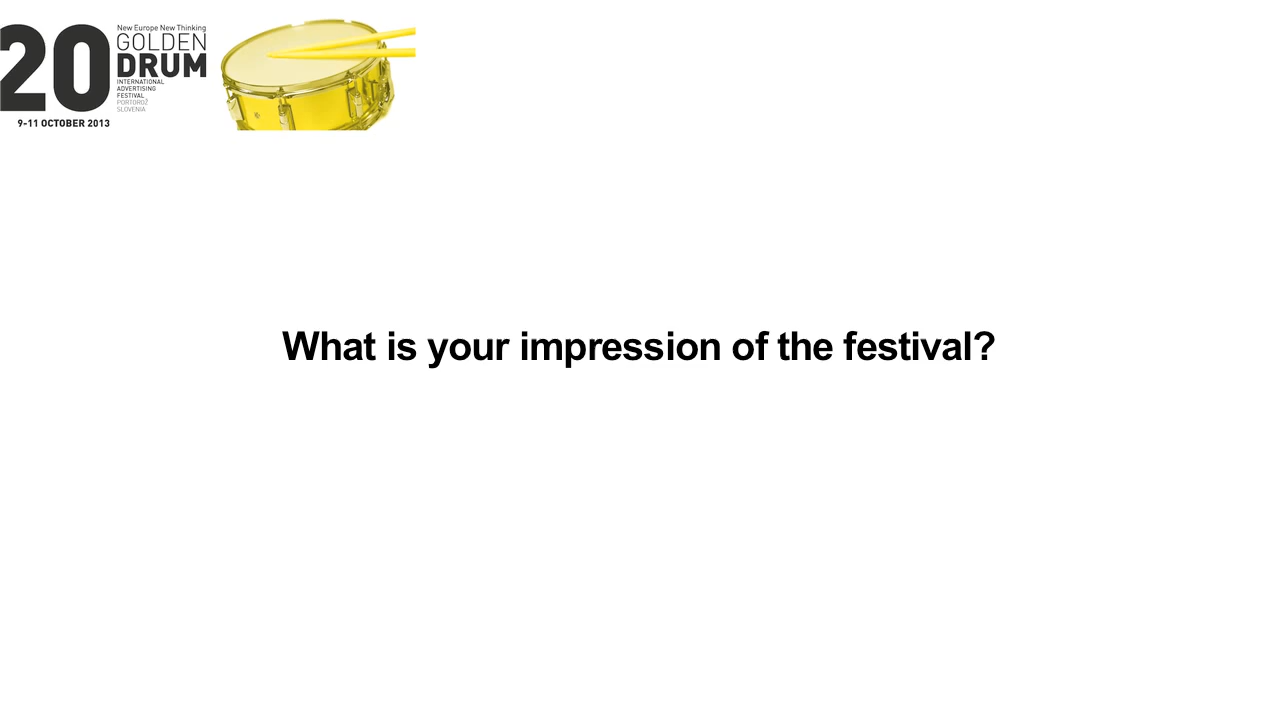 20
New Europe New Thinking
GOLDEN
DRUM
INTERNATIONAL
ADVERTISING
FESTIVAL
PORTOROŽ
SLOVENIA
9-11 OCTOBER 2013
What is your impression of the festival?